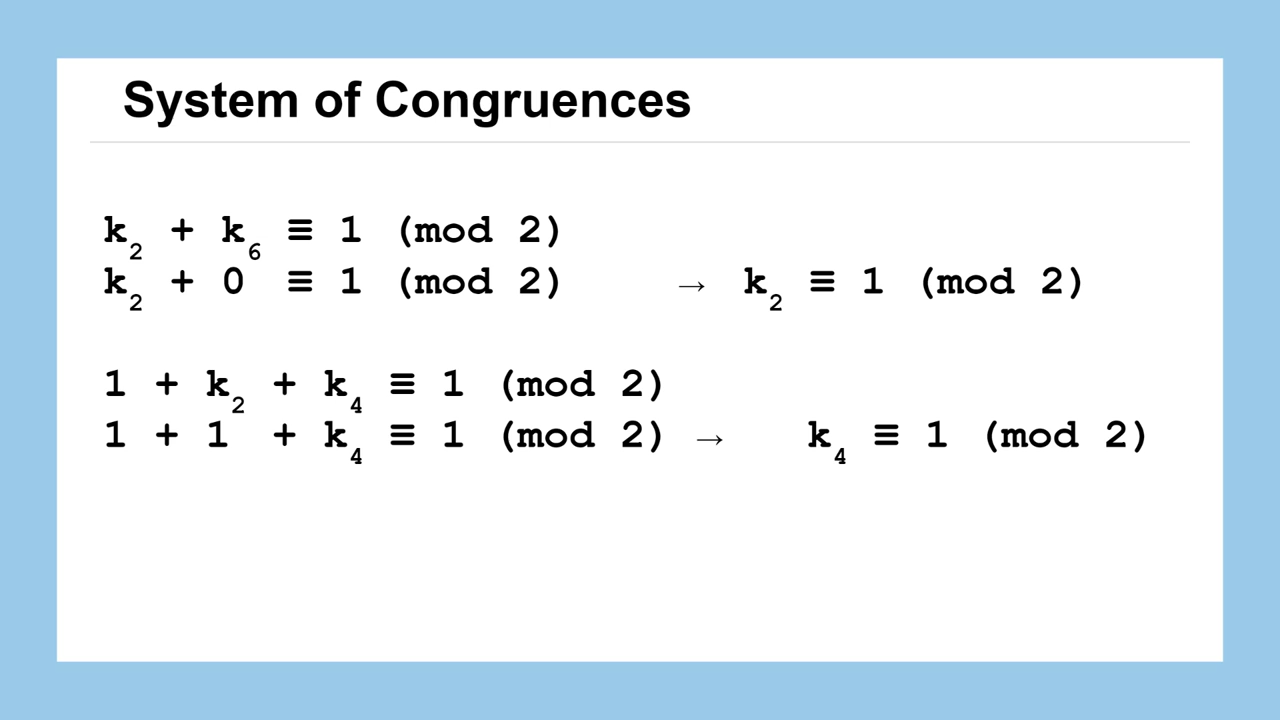 System of Congruences
k₂ + k₆ ≡ 1 (mod 2)
k₂ + 0 ≡ 1 (mod 2) → k₂ ≡ 1 (mod 2)
1 + k₂ + k₄ ≡ 1 (mod 2)
1 + 1 + k₄ ≡ 1 (mod 2) → k₄ ≡ 1 (mod 2)